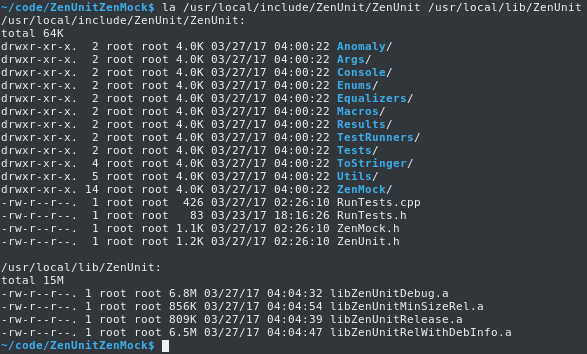 ~/code/ZenUnitZenMock$ la /usr/local/include/ZenUnit/ZenUnit /usr/local/lib/ZenUnit
/usr/local/include/ZenUnit/ZenUnit:
total 64K
drwxr-xr-x.  2 root root 4.0K 03/27/17 04:00:22 Anomaly/
drwxr-xr-x.  2 root root 4.0K 03/27/17 04:00:22 Args/
drwxr-xr-x.  2 root root 4.0K 03/27/17 04:00:22 Console/
drwxr-xr-x.  2 root root 4.0K 03/27/17 04:00:22 Enums/
drwxr-xr-x.  2 root root 4.0K 03/27/17 04:00:22 Equalizers/
drwxr-xr-x.  2 root root 4.0K 03/27/17 04:00:22 Macros/
drwxr-xr-x.  2 root root 4.0K 03/27/17 04:00:22 Results/
drwxr-xr-x.  2 root root 4.0K 03/27/17 04:00:22 TestRunners/
drwxr-xr-x.  2 root root 4.0K 03/27/17 04:00:22 Tests/
drwxr-xr-x.  4 root root 4.0K 03/27/17 04:00:22 ToStringer/
drwxr-xr-x.  5 root root 4.0K 03/27/17 04:00:22 Utils/
drwxr-xr-x. 14 root root 4.0K 03/27/17 04:00:22 ZenMock/
-rw-r--r--.  1 root root  426 03/27/17 02:26:10 RunTests.cpp
-rw-r--r--.  1 root root   83 03/23/17 18:16:26 RunTests.h
-rw-r--r--.  1 root root 1.1K 03/27/17 02:26:10 ZenMock.h
-rw-r--r--.  1 root root 1.2K 03/27/17 02:26:10 ZenUnit.h
/usr/local/lib/ZenUnit:
total 15M
-rw-r--r--. 1 root root 6.8M 03/27/17 04:04:32 libZenUnitDebug.a
-rw-r--r--. 1 root root 856K 03/27/17 04:04:54 libZenUnitMinSizeRel.a
-rw-r--r--. 1 root root 809K 03/27/17 04:04:39 libZenUnitRelease.a
-rw-r--r--. 1 root root 6.5M 03/27/17 04:04:47 libZenUnitRelWithDebInfo.a
~/code/ZenUnitZenMock$